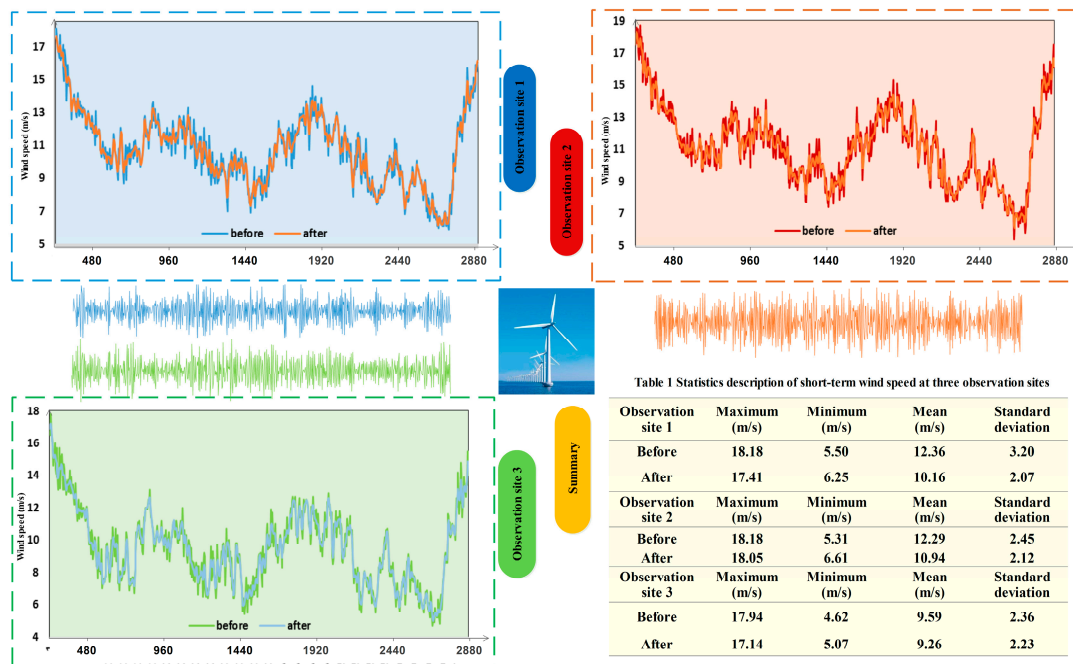 17
15
13
11
9
7
5
Wind speed (m/s)
before
after
480
960
1440
1920
2440
2880
Observation site 1
Observation site 2
19
17
15
13
11
9
7
5
Wind speed (m/s)
before
after
480
960
1440
1920
2440
2880
18
16
14
12
10
8
6
4
Wind speed (m/s)
before
after
480
960
1440
1920
2440
2880
Observation site 3
Summary
Table 1 Statistics description of short-term wind speed at three observation sites
Observation Maximum Minimum Mean Standard
site 1 (m/s) (m/s) (m/s) deviation
Before 18.18 5.50 12.36 3.20
After 17.41 6.25 10.16 2.07
Observation Maximum Minimum Mean Standard
site 2 (m/s) (m/s) (m/s) deviation
Before 18.18 5.31 12.29 2.45
After 18.05 6.61 10.94 2.12
Observation Maximum Minimum Mean Standard
site 3 (m/s) (m/s) (m/s) deviation
Before 17.94 4.62 9.59 2.36
After 17.14 5.07 9.26 2.23